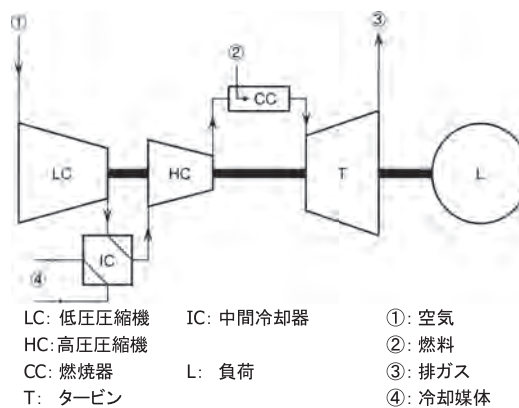 ①
③
②
CC
LC
HC
T
L
IC
④
LC: 低圧圧縮機 IC: 中間冷却器 ①: 空気
HC: 高圧圧縮機 ②: 燃料
CC: 燃焼器 L: 負荷 ③: 排ガス
T: タービン ④: 冷却媒体